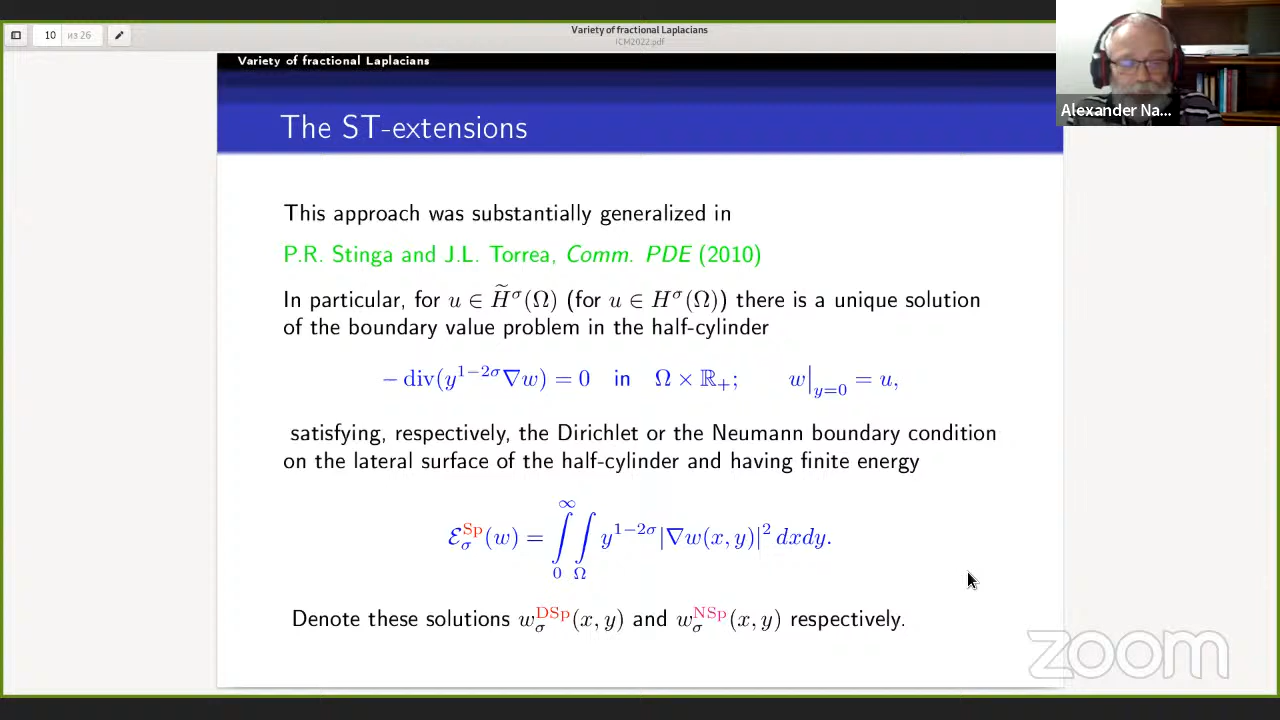 Variety of fractional Laplacians
ICM2022.pdf
10 из 26
Alexander Na...
Variety of fractional Laplacians
The ST-extensions
This approach was substantially generalized in
P.R. Stinga and J.L. Torrea, Comm. PDE (2010)
In particular, for u ∈ H̃^σ(Ω) (for u ∈ H^σ(Ω)) there is a unique solution
of the boundary value problem in the half-cylinder
− div(y^{1−2σ}∇w) = 0 in Ω × ℝ₊; w|_{y=0} = u,
satisfying, respectively, the Dirichlet or the Neumann boundary condition
on the lateral surface of the half-cylinder and having finite energy
ℰ_σ^{Sp}(w) = ∫_0^∞ ∫_Ω y^{1−2σ}|∇w(x, y)|² dxdy.
Denote these solutions w_σ^{DSp}(x, y) and w_σ^{NSp}(x, y) respectively.
zoom